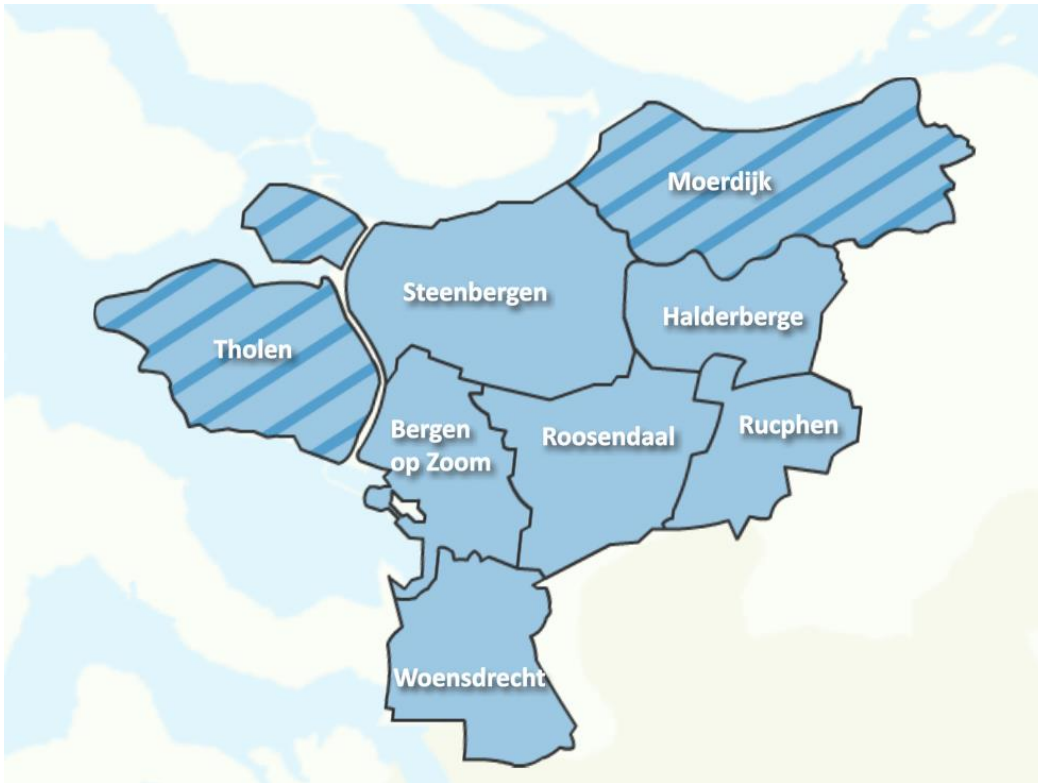 Moerdijk
Steenbergen
Halderberge
Tholen
Bergen
op Zoom
Roosendaal
Rucphen
Woensdrecht